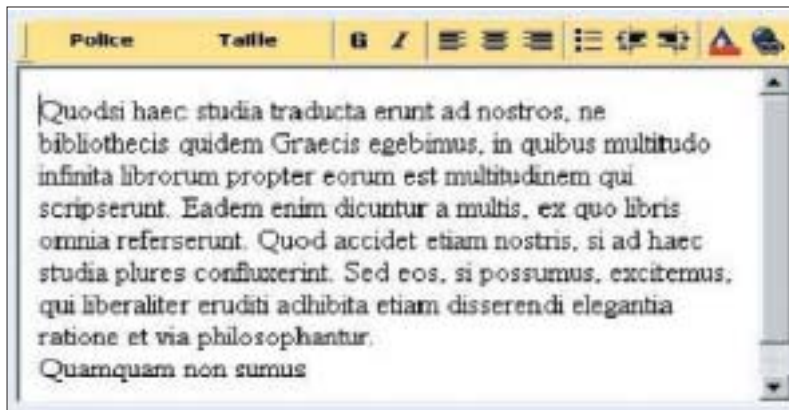 Police Taille G I
Quodsi haec studia traducta erunt ad nostros, ne
bibliothecis quidem Graecis egebimus, in quibus multitudo
infinita librorum propter eorum est multitudinem qui
scripserunt. Eadem enim dicuntur a multis, ex quo libris
omnia referserunt. Quod accidet etiam nostris, si ad haec
studia plures confluxerint. Sed eos, si possumus, excitemus,
qui liberaliter eruditi adhibita etiam disserendi elegantia
ratione et via philosophantur.
Quamquam non sumus